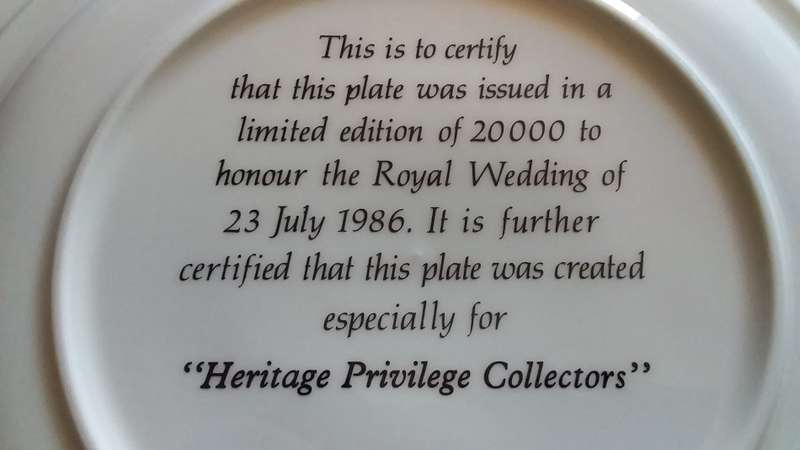 This is to certify
that this plate was issued in a
limited edition of 20000 to
honour the Royal Wedding of
23 July 1986. It is further
certified that this plate was created
especially for
“Heritage Privilege Collectors”